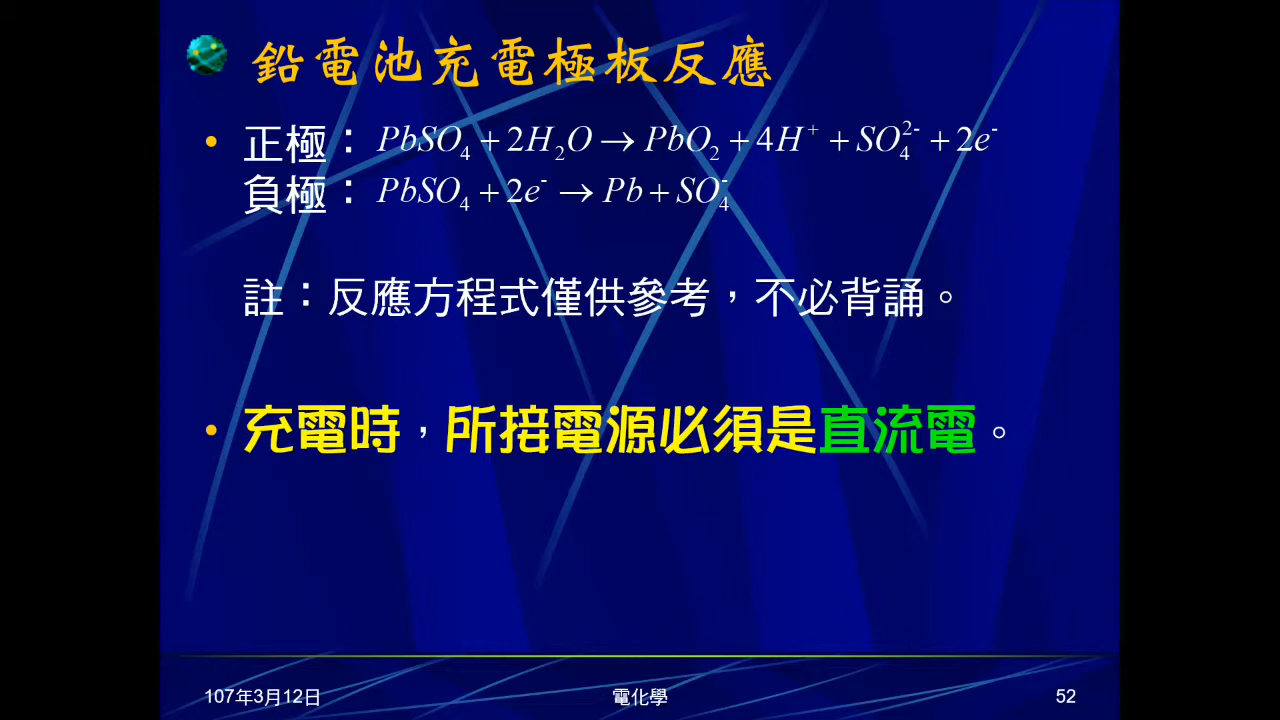 鉛電池充電極板反應
• 正極：PbSO₄ + 2H₂O → PbO₂ + 4H⁺ + SO₄²⁻ + 2e⁻
負極：PbSO₄ + 2e⁻ → Pb + SO₄⁻
註：反應方程式僅供參考，不必背誦。
• 充電時，所接電源必須是直流電。
107年3月12日 電化學 52